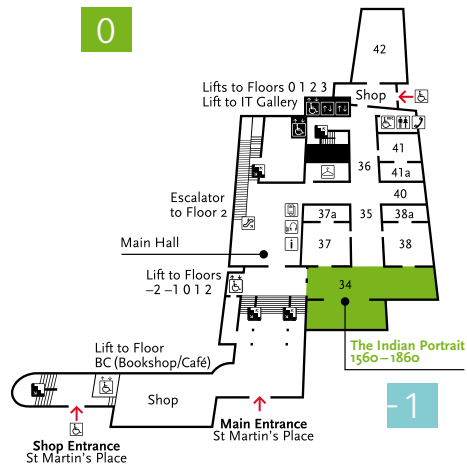 0
42
Lifts to Floors 0 1 2 3
Lift to IT Gallery
Shop
41
36
41a
Escalator
to Floor 2
40
37a
35
38a
Main Hall
i
37
38
Lift to Floors
–2 –1 0 1 2
34
The Indian Portrait
1560–1860
Lift to Floor
BC (Bookshop/Café)
-1
Shop
Main Entrance
St Martin's Place
Shop Entrance
St Martin's Place